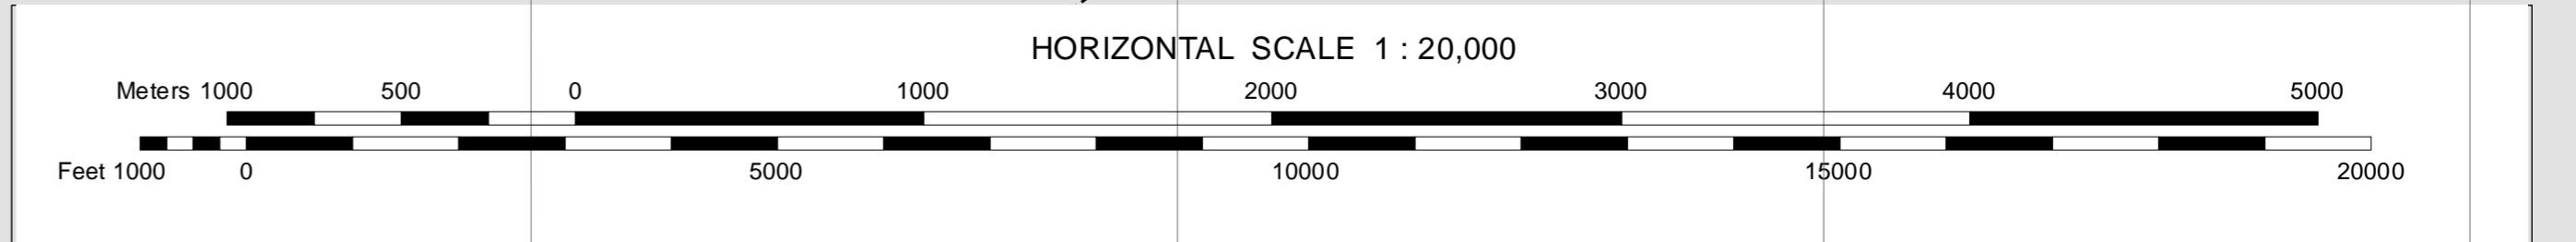 HORIZONTAL SCALE 1 : 20,000
Meters 1000 500 0 1000 2000 3000 4000 5000
Feet 1000 0 5000 10000 15000 20000